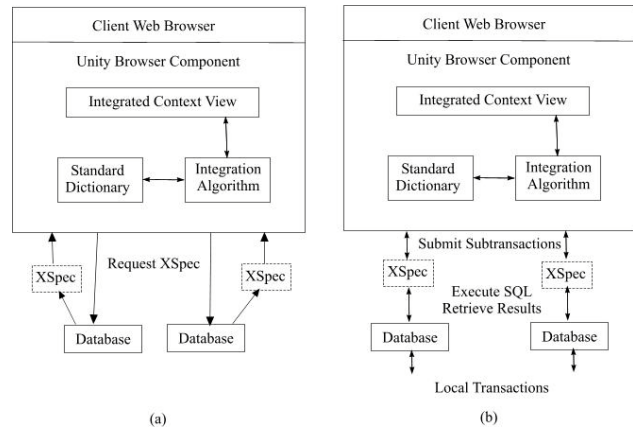 Client Web Browser
Unity Browser Component
Integrated Context View
Standard
Dictionary
Integration
Algorithm
Request XSpec
XSpec
XSpec
Database
Database
(a)
Client Web Browser
Unity Browser Component
Integrated Context View
Standard
Dictionary
Integration
Algorithm
Submit Subtransactions
XSpec
XSpec
Execute SQL
Retrieve Results
Database
Database
Local Transactions
(b)